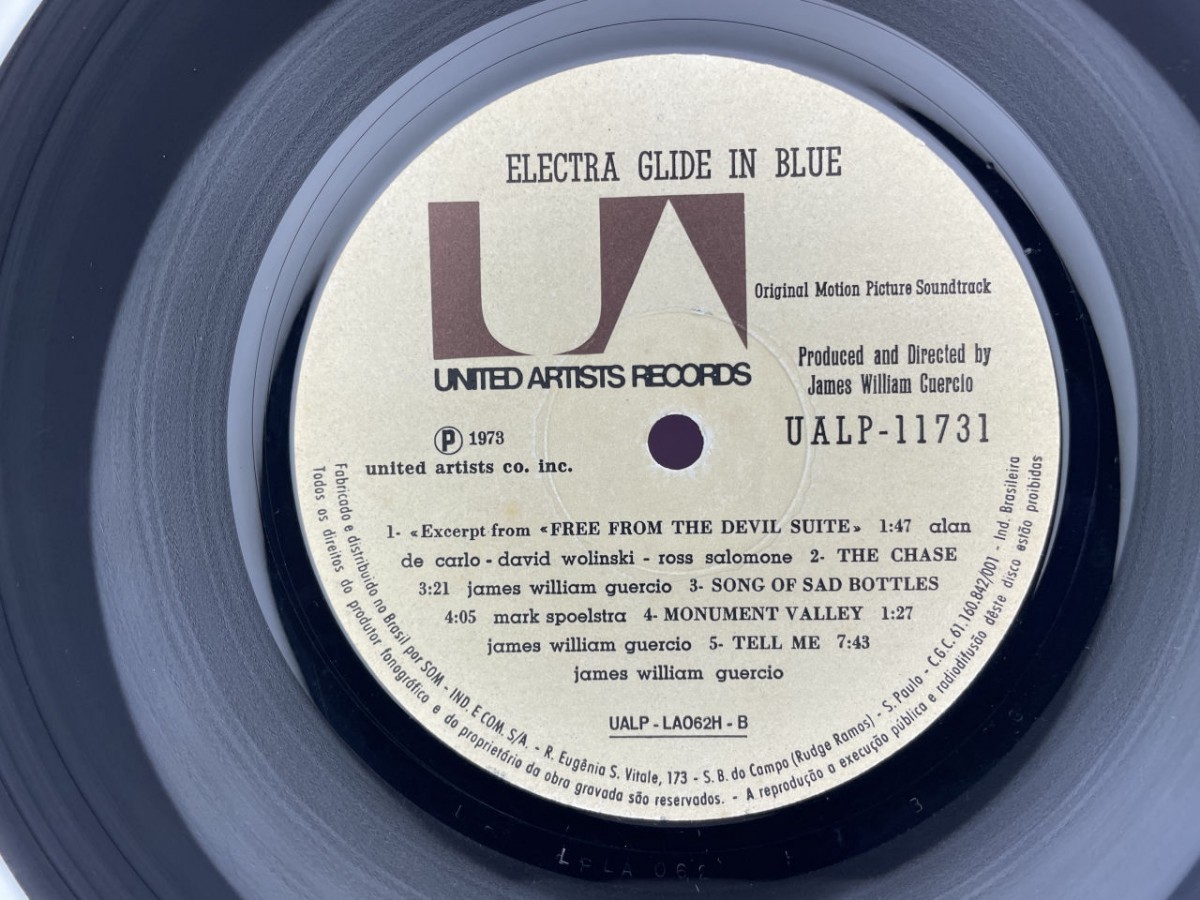 ELECTRA GLIDE IN BLUE
UA
UNITED ARTISTS RECORDS
Original Motion Picture Soundtrack
Produced and Directed by
James William Guercio
UALP-11731
Ⓟ 1973
united artists co. inc.
1- «Excerpt from «FREE FROM THE DEVIL SUITE» 1:47 alan
de carlo - david wolinski - ross salomone 2- THE CHASE
3:21 james william guercio 3- SONG OF SAD BOTTLES
4:05 mark spoelstra 4- MONUMENT VALLEY 1:27
james william guercio 5- TELL ME 7:43
james william guercio
UALP - LA062H - B
Fabricado e distribuido no Brasil por SOM - IND. E COM. S/A. - R. Eugênia S. Vitale, 173 - S. B. do Campo (Rudge Ramos) - S. Paulo - C.G.C. 61.160.842/001 - Ind. Brasileira
Todos os direitos do produtor fonográfico e do proprietário da obra gravada são reservados. - A reprodução a execução pública e radiodifusão dêste disco estão proibidas